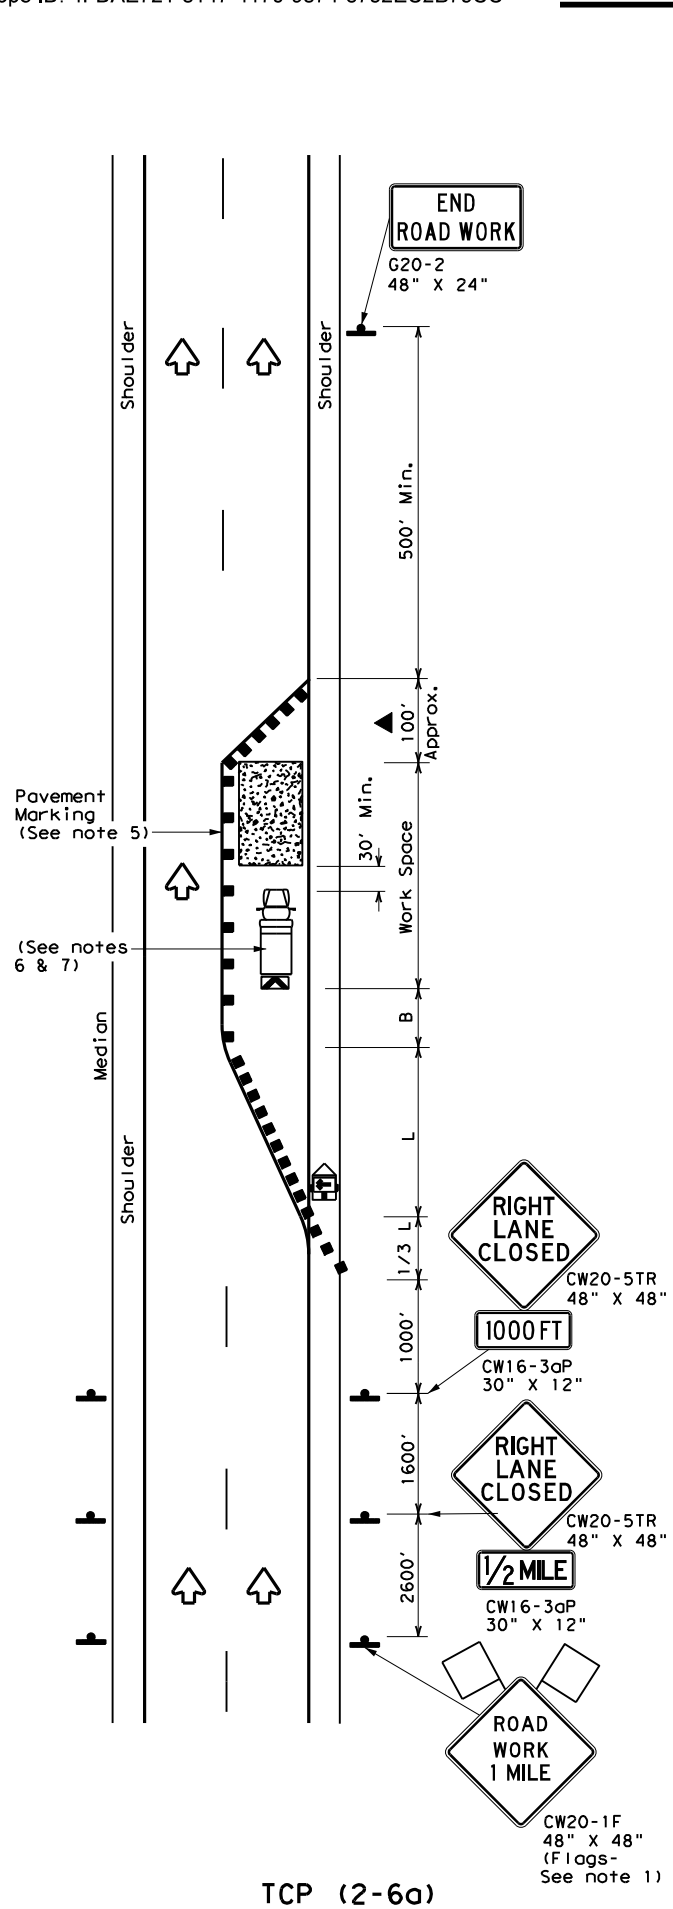 END
ROAD WORK
G20-2
48" X 24"
Shoulder
Shoulder
500' Min.
100'
Approx.
Pavement
Marking
(See note 5)
30' Min.
Work Space
(See notes
6 & 7)
B
Median
L
Shoulder
RIGHT
LANE
CLOSED
1/3 L
CW20-5TR
48" X 48"
1000 FT
1000'
CW16-3aP
30" X 12"
RIGHT
LANE
CLOSED
1600'
CW20-5TR
48" X 48"
1/2 MILE
2600'
CW16-3aP
30" X 12"
ROAD
WORK
1 MILE
CW20-1F
48" X 48"
(Flags-
See note 1)
TCP (2-6a)